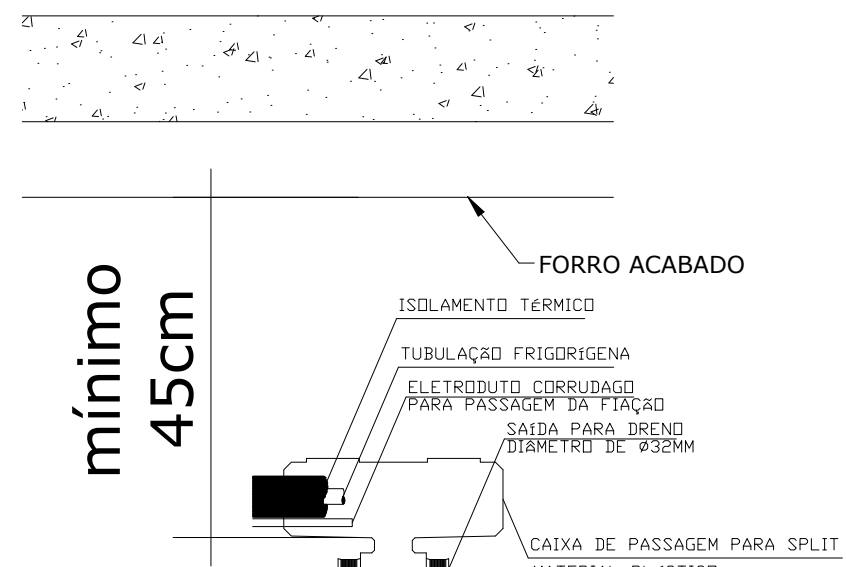 mínimo
45cm
FORRO ACABADO
ISOLAMENTO TÉRMICO
TUBULAÇÃO FRIGORÍGENA
ELETRODUTO CORRUDAGO
PARA PASSAGEM DA FIAÇÃO
SAÍDA PARA DRENO
DIÂMETRO DE Ø32MM
CAIXA DE PASSAGEM PARA SPLIT